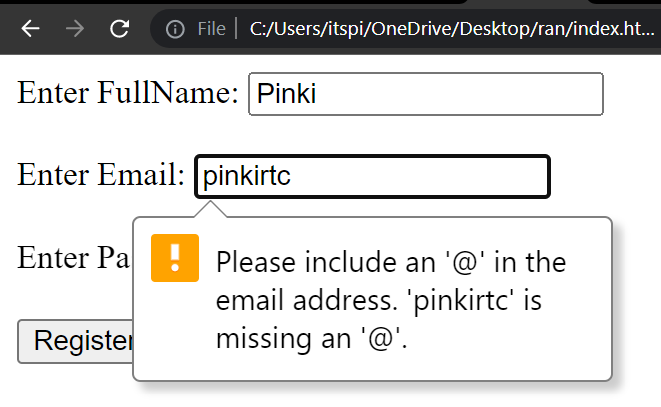 File | C:/Users/itspi/OneDrive/Desktop/ran/index.ht...
Enter FullName: Pinki
Enter Email: pinkirtc
Enter Pa
Please include an '@' in the
email address. 'pinkirtc' is
missing an '@'.
Register